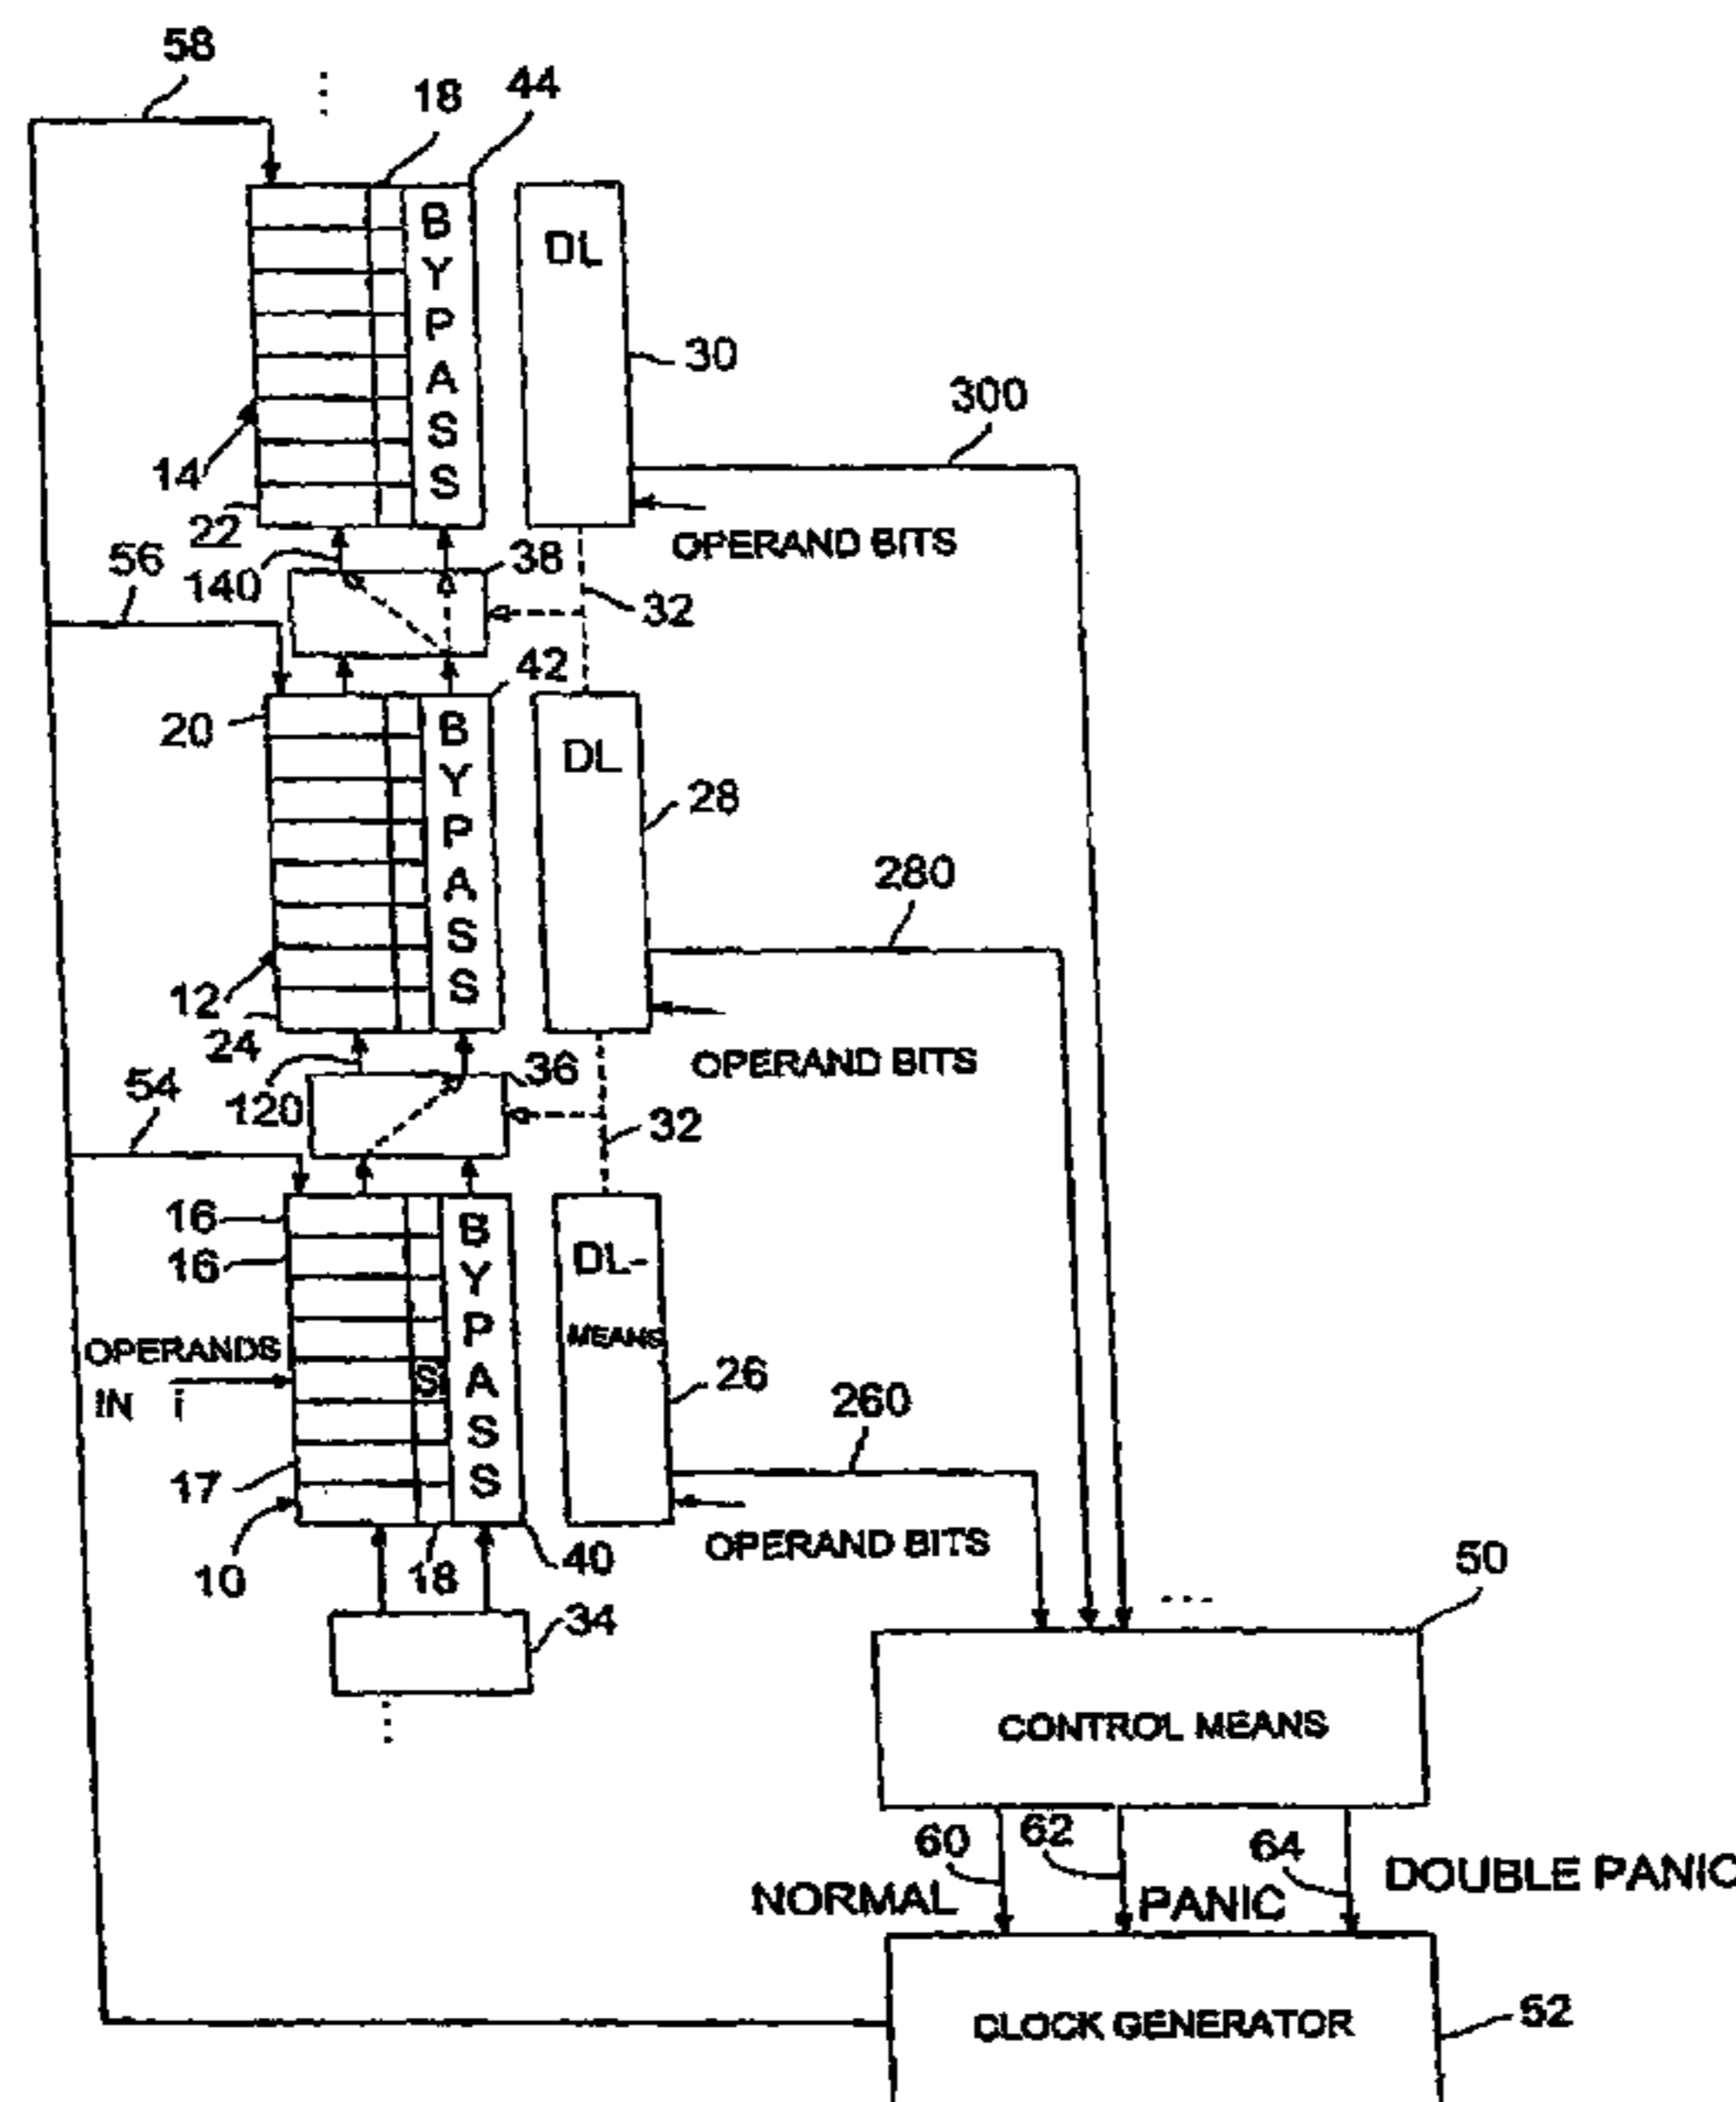 58
18
44
B
Y
P
A
S
S
DL
30
300
14
22
OPERAND BITS
56
140
38
32
42
20
B
Y
P
A
S
S
DL
28
280
12
24
OPERAND BITS
54
120
36
32
16
16
B
Y
P
A
S
S
DL-
MEANS
OPERANDS
IN i
S
26
260
17
10
18
40
OPERAND BITS
34
50
CONTROL MEANS
60
62
64
NORMAL
PANIC
DOUBLE PANIC
CLOCK GENERATOR
52